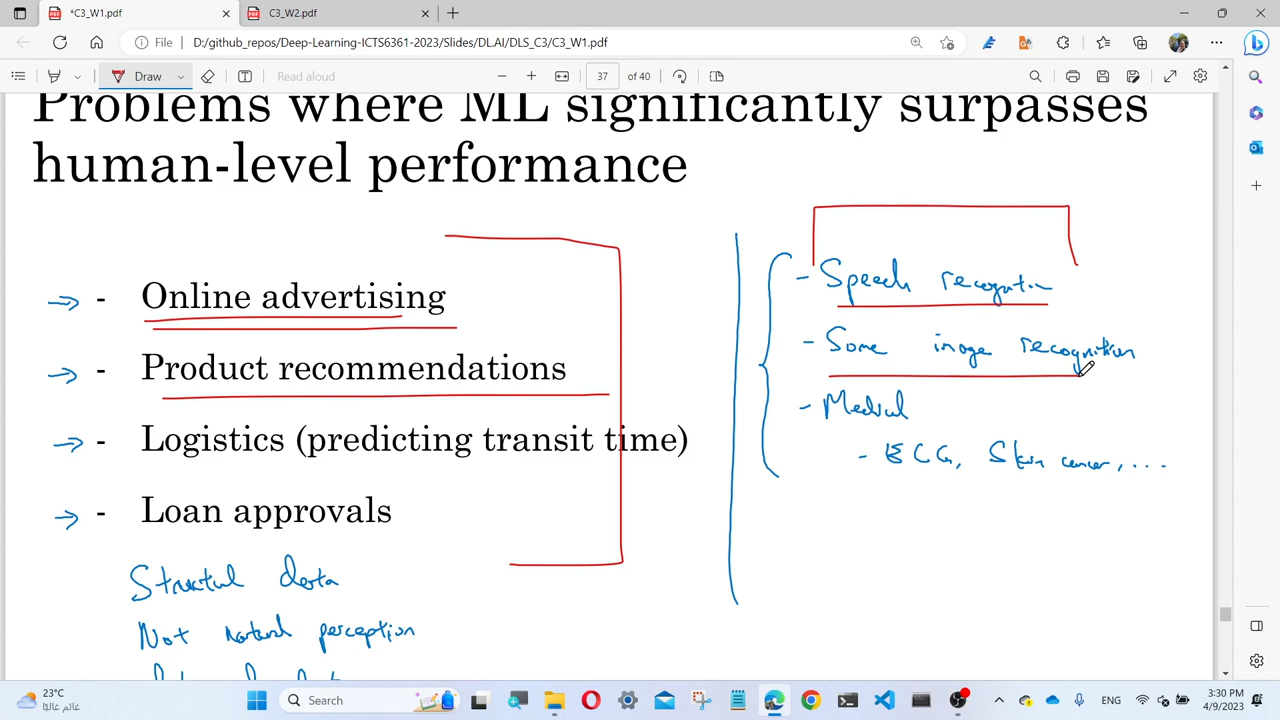 *C3_W1.pdf
C3_W2.pdf
File
D:/github_repos/Deep-Learning-ICTS6361-2023/Slides/DL.AI/DLS_C3/C3_W1.pdf
Draw
Read aloud
37
of 40
Problems where ML significantly surpasses
human-level performance
- Online advertising
- Product recommendations
- Logistics (predicting transit time)
- Loan approvals
Structul data
Not natural perception
- Speech recognition
- Some image recognition
- Medical
- ECG, Skin cancer, ...
23°C
غائم غالبًا
Search
ENG
3:30 PM
4/9/2023